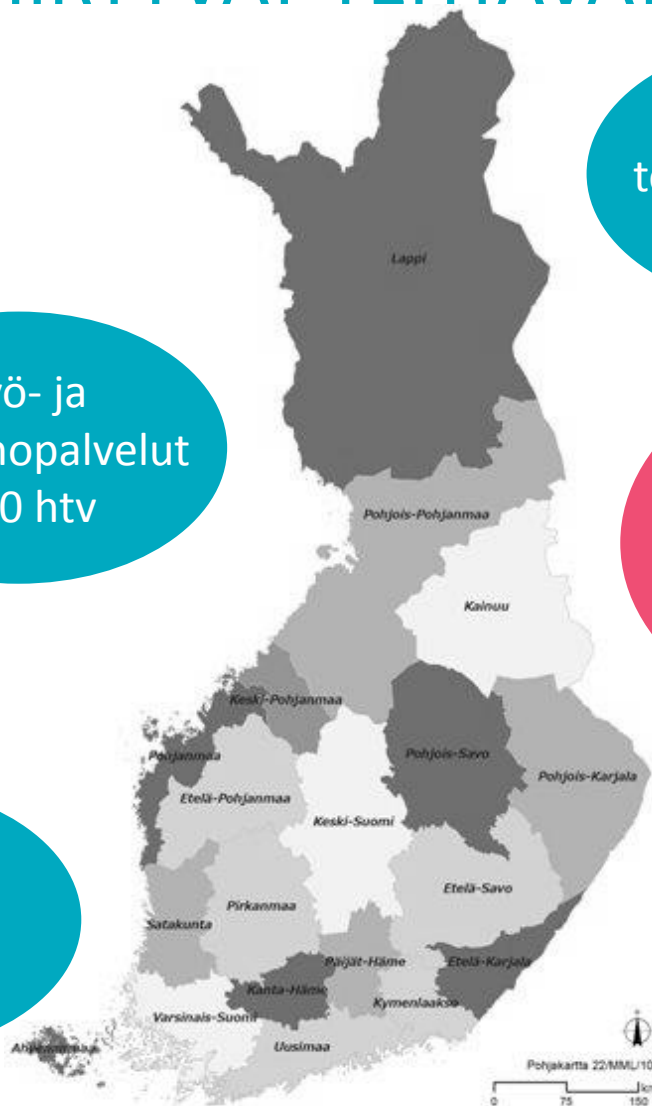 Lappi
yö- ja
nopalvelut
0 htv
Pohjois-Pohjanmaa
Kainuu
Keski-Pohjanmaa
Pohjanmaa
Pohjois-Savo
Pohjois-Karjala
Etelä-Pohjanmaa
Keski-Suomi
Etelä-Savo
Pirkanmaa
Satakunta
Päijät-Häme
Etelä-Karjala
Kanta-Häme
Kymenlaakso
Varsinais-Suomi
Uusimaa
Ahvenanmaa
Pohjakartta 22/MML/10
km
0 75 150